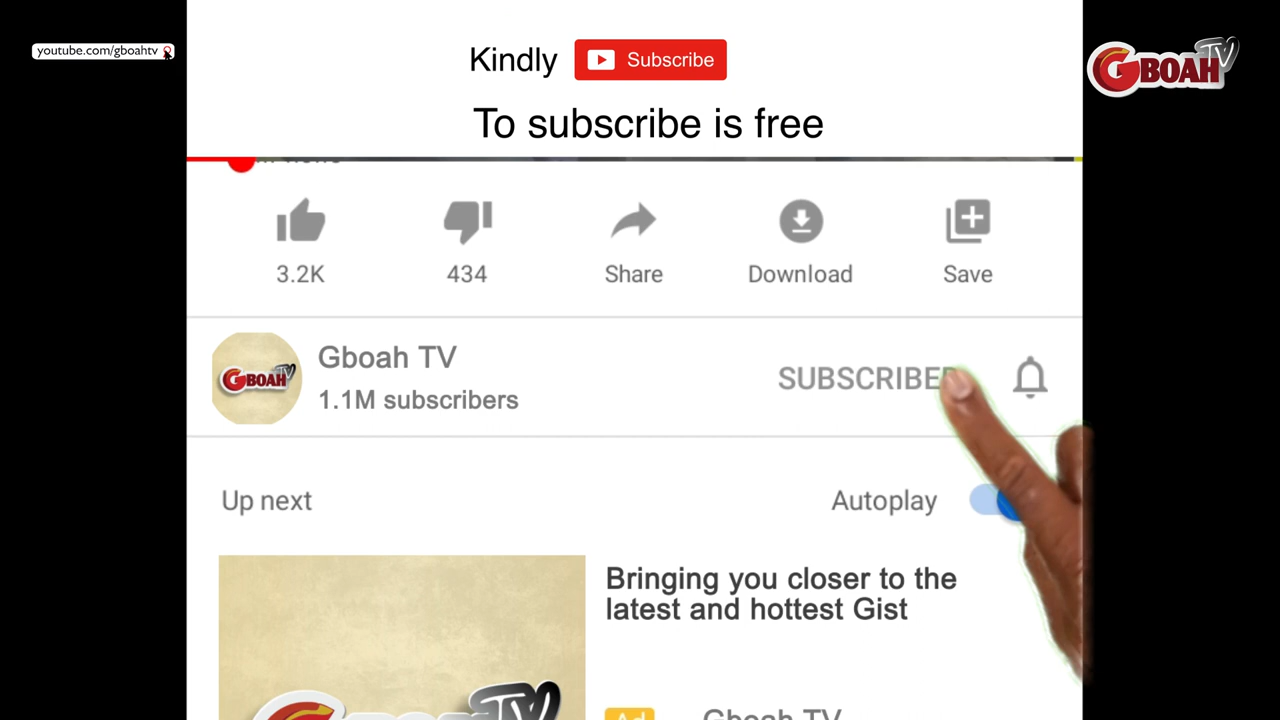 youtube.com/gboahtv
Kindly Subscribe
GBOAH TV
To subscribe is free
3.2K 434 Share Download Save
GBOAH TV
Gboah TV
1.1M subscribers
SUBSCRIBED
Up next Autoplay
Bringing you closer to the
latest and hottest Gist
Ad Gboah TV